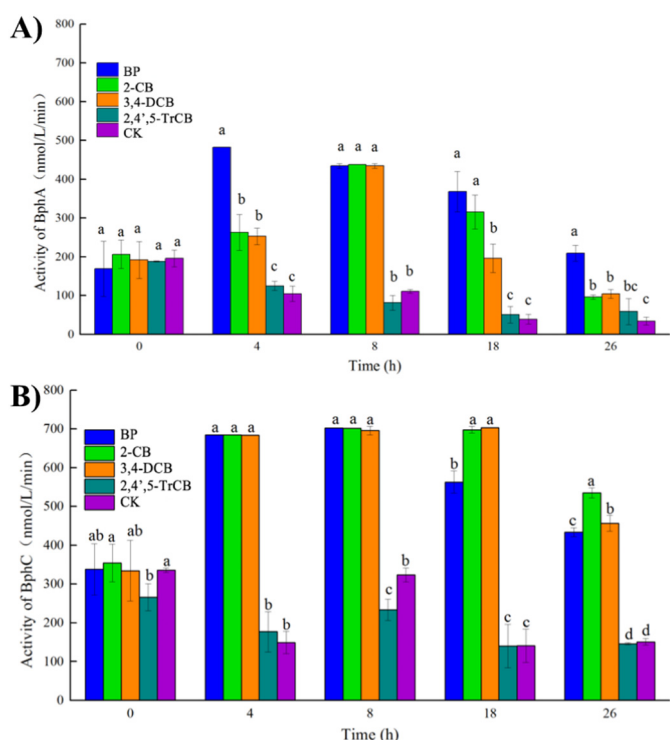 A)
800
700
600
500
400
300
200
100
0
Activity of BphA (nmol/L/min)
BP
2-CB
3,4-DCB
2,4',5-TrCB
CK
a a a a a
a b b c c
a a a b b
a a b c c
a b b bc c
0 4 8 18 26
Time (h)
B)
800
700
600
500
400
300
200
100
0
Activity of BphC (nmol/L/min)
BP
2-CB
3,4-DCB
2,4',5-TrCB
CK
ab a ab b a
a a a b b
a a a c b
b a a c c
c a b d d
0 4 8 18 26
Time (h)